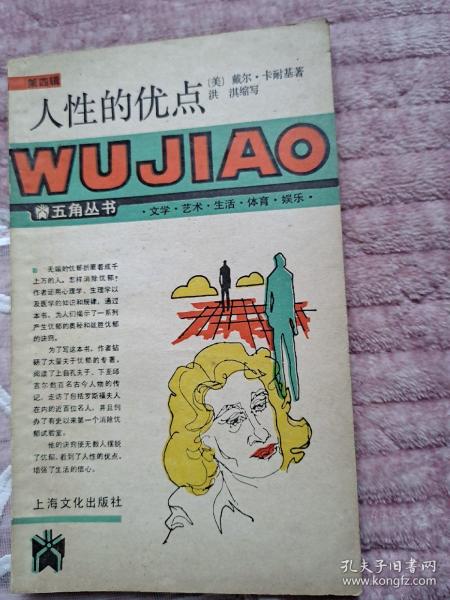 第四辑
人性的优点
〔美〕戴尔·卡耐基著
洪 淇缩写
WUJIAO
五角丛书
·文学·艺术·生活·体育·娱乐·
无端的忧郁折磨着成千
上万的人。怎样消除忧郁?
作者运用心理学、生理学以
及医学的知识和规律,通过
本书,为人们揭示了一系列
产生忧郁的奥秘和战胜忧郁
的诀窍。
为了写这本书,作者钻
研了大量关于忧郁的专著,
阅读了上自孔夫子、下至邱
吉尔数百名古今人物的传
记,走访了包括罗斯福夫人
在内的近百位名人,并且创
办了有史以来第一个消除忧
郁试验室。
他的诀窍使无数人摆脱
了忧郁,看到了人性的优点,
增强了生活的信心。
上海文化出版社
孔夫子旧书网
www.kongfz.com